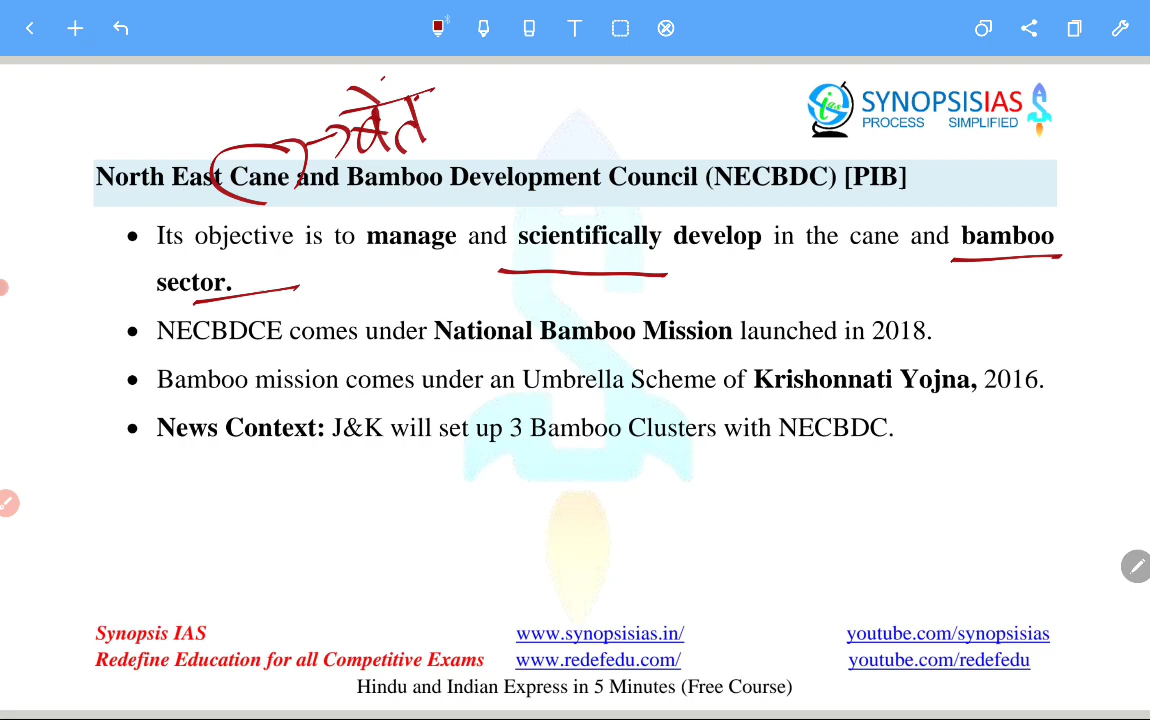 SYNOPSISIAS
PROCESS SIMPLIFIED
बेंत
North East Cane and Bamboo Development Council (NECBDC) [PIB]
• Its objective is to manage and scientifically develop in the cane and bamboo
sector.
• NECBDCE comes under National Bamboo Mission launched in 2018.
• Bamboo mission comes under an Umbrella Scheme of Krishonnati Yojna, 2016.
• News Context: J&K will set up 3 Bamboo Clusters with NECBDC.
Synopsis IAS www.synopsisias.in/ youtube.com/synopsisias
Redefine Education for all Competitive Exams www.redefedu.com/ youtube.com/redefedu
Hindu and Indian Express in 5 Minutes (Free Course)